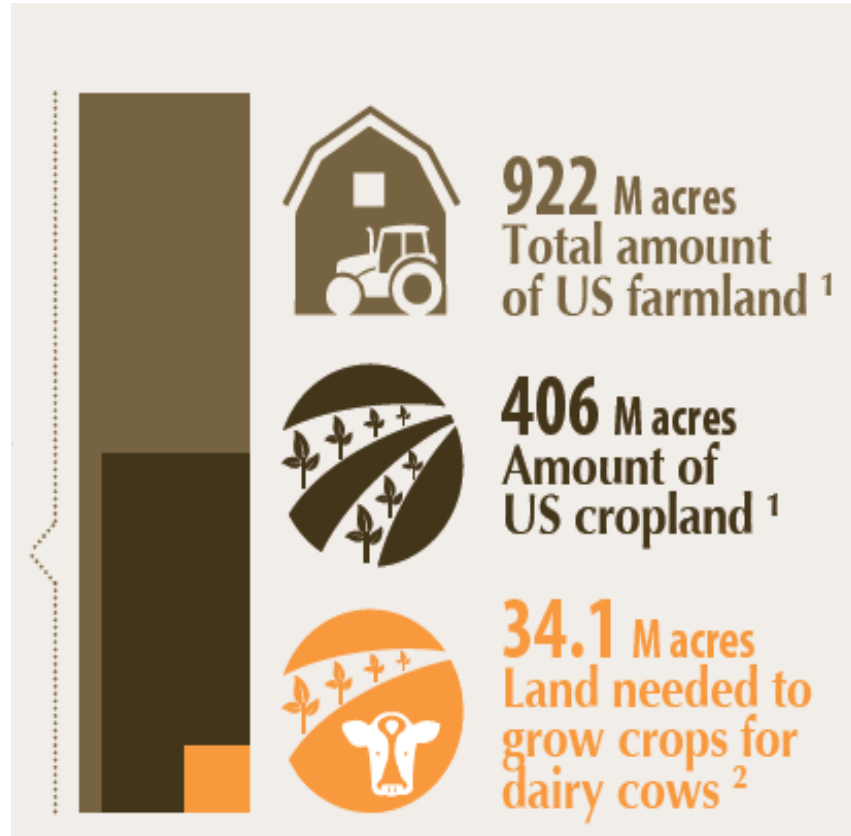 922 M acres
Total amount
of US farmland ¹
406 M acres
Amount of
US cropland ¹
34.1 M acres
Land needed to
grow crops for
dairy cows ²